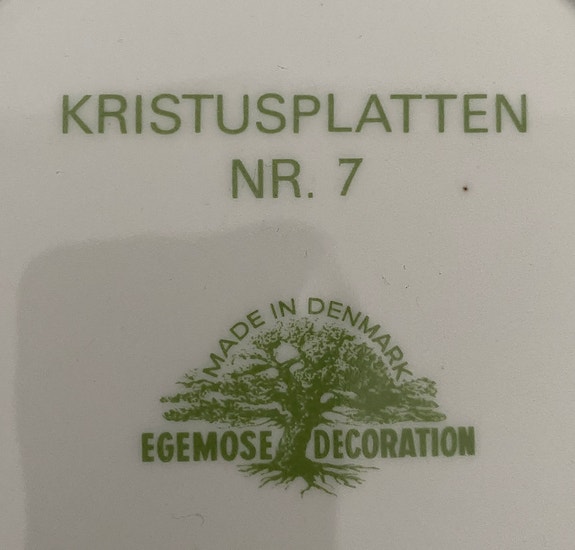 KRISTUSPLATTEN
NR. 7
MADE IN DENMARK
EGEMOSE DECORATION